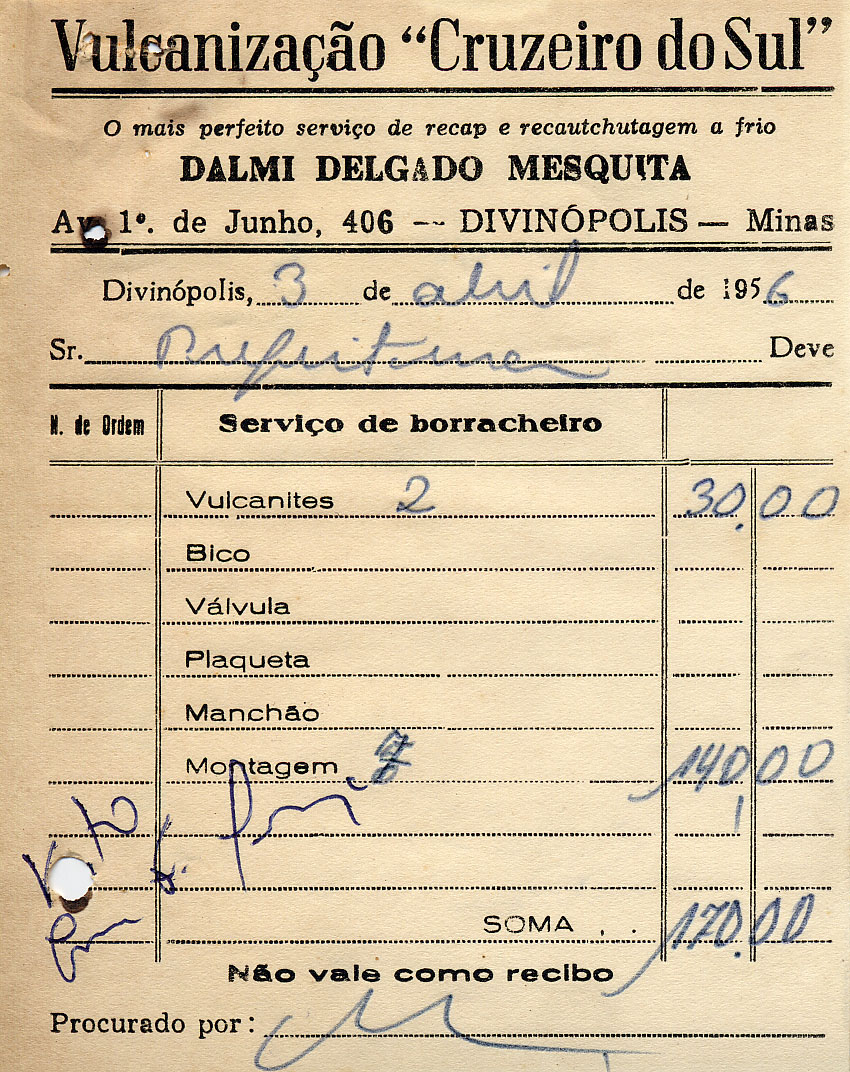 Vulcanização “Cruzeiro do Sul”
O mais perfeito serviço de recap e recautchutagem a frio
DALMI DELGADO MESQUITA
Av. 1º. de Junho, 406 -- DIVINÓPOLIS — Minas
Divinópolis, 3 de abril de 1956
Sr. Prefeitura Deve
N. de Ordem Serviço de borracheiro
Vulcanites 2 30,00
Bico
Válvula
Plaqueta
Manchão
Montagem 140,00
SOMA . . 170,00
Não vale como recibo
Procurado por: